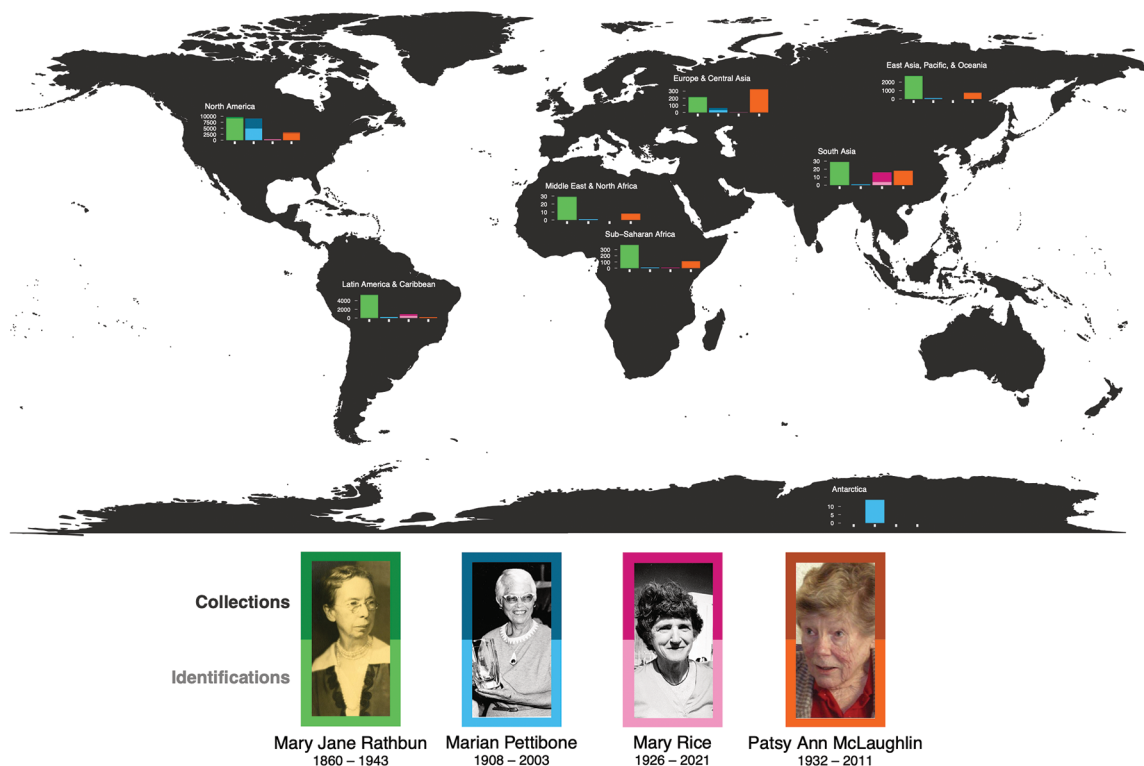 East Asia, Pacific, & Oceania
2000
1000
0
Europe & Central Asia
300
200
100
0
North America
10000
7500
5000
2500
0
South Asia
30
20
10
0
Middle East & North Africa
30
20
10
0
Sub-Saharan Africa
300
200
100
0
Latin America & Caribbean
4000
2000
0
Antarctica
10
5
0
Collections
Identifications
Mary Jane Rathbun
1860 – 1943
Marian Pettibone
1908 – 2003
Mary Rice
1926 – 2021
Patsy Ann McLaughlin
1932 – 2011